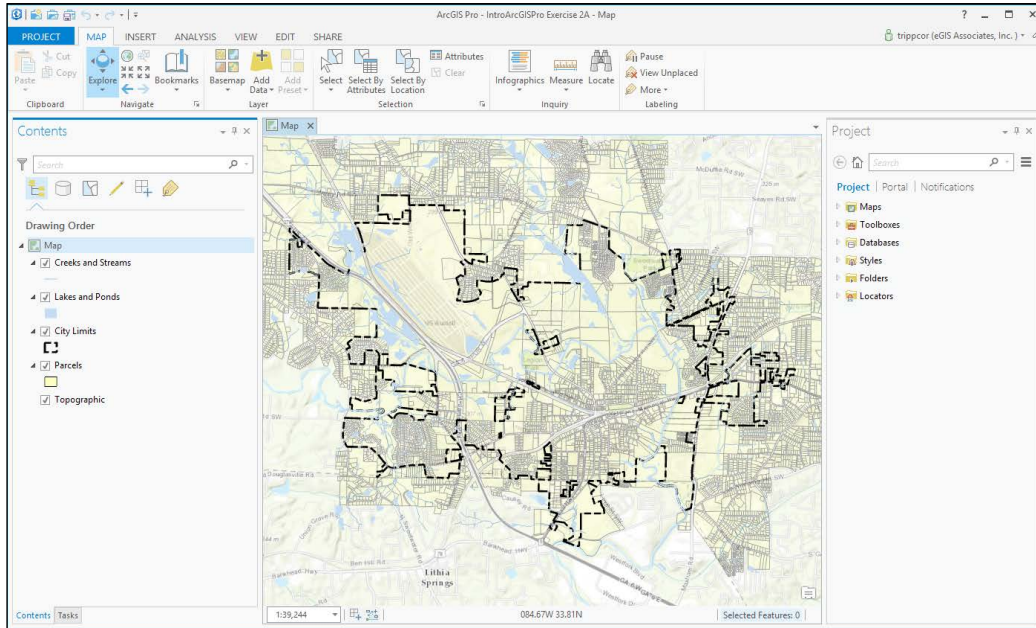 ArcGIS Pro - IntroArcGISPro Exercise 2A - Map
PROJECT MAP INSERT ANALYSIS VIEW EDIT SHARE
trippcor (eGIS Associates, Inc.)
Paste Cut Copy
Clipboard
Explore Bookmarks
Navigate
Basemap Add Data Add Preset
Layer
Select Select By Attributes Select By Location Attributes Clear
Selection
Infographics Measure Locate
Inquiry
Pause
View Unplaced
More
Labeling
Contents
Search
Drawing Order
Map
Creeks and Streams
Lakes and Ponds
City Limits
Parcels
Topographic
Contents Tasks
Map
McDuffie Rd SW
328 m
Lithia
Springs
1:39,244
084.67W 33.81N
Selected Features: 0
Project
Search
Project | Portal | Notifications
Maps
Toolboxes
Databases
Styles
Folders
Locators